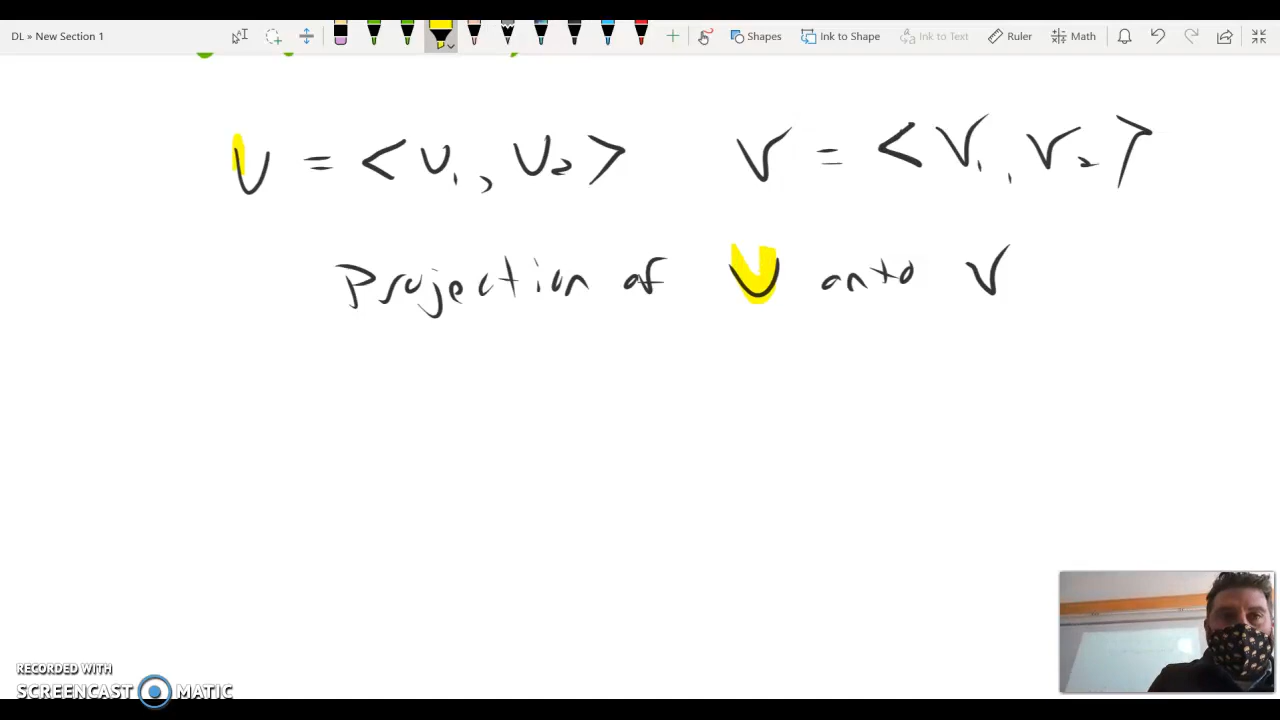 DL » New Section 1
Shapes
Ink to Shape
Ink to Text
Ruler
Math
U = <U₁, U₂>   V = <V₁, V₂>
Projection of U onto V
RECORDED WITH
SCREENCAST MATIC